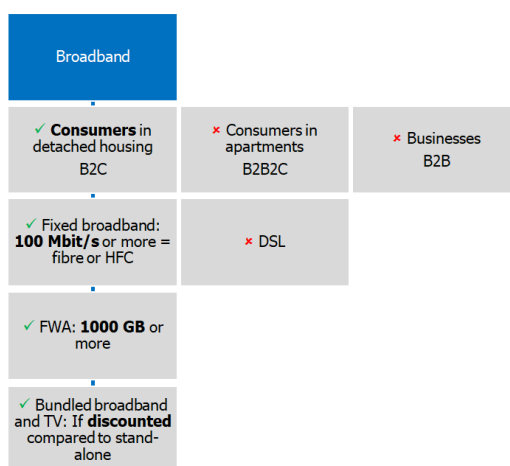 Broadband
✓ Consumers in
detached housing
B2C
✗ Consumers in
apartments
B2B2C
✗ Businesses
B2B
✓ Fixed broadband:
100 Mbit/s or more =
fibre or HFC
✗ DSL
✓ FWA: 1000 GB or
more
✓ Bundled broadband
and TV: If discounted
compared to stand-
alone